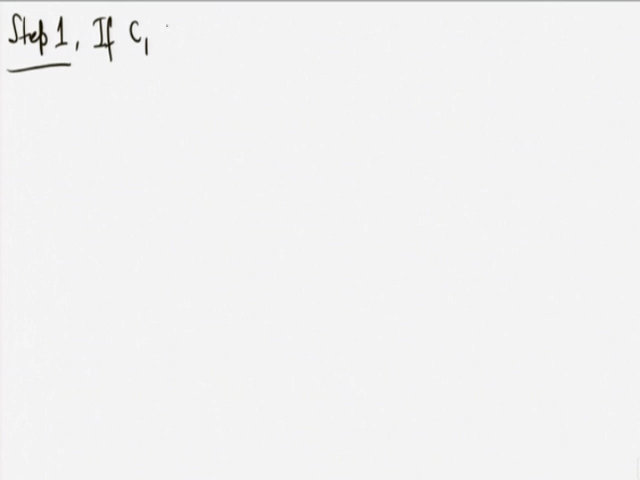 Step 1, If C₁